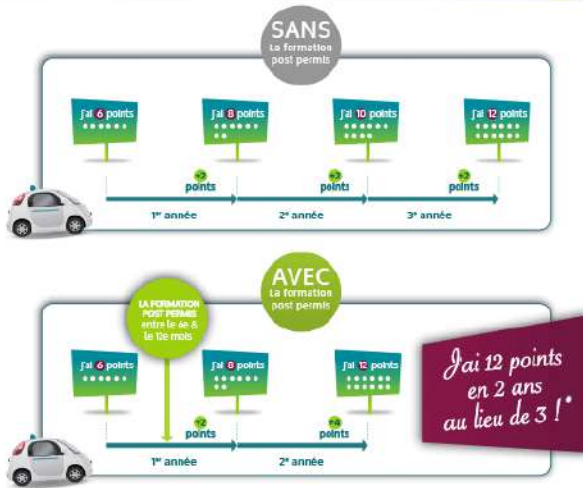 SANS
La formation
post permis
J'ai 6 points
J'ai 8 points
J'ai 10 points
J'ai 12 points
+2
points
+2
points
+2
points
1re année
2e année
3e année
AVEC
La formation
post permis
LA FORMATION
POST PERMIS
entre le 6e &
le 12e mois
J'ai 6 points
J'ai 8 points
J'ai 12 points
J'ai 12 points
en 2 ans
au lieu de 3 !*
+2
points
+4
points
1re année
2e année